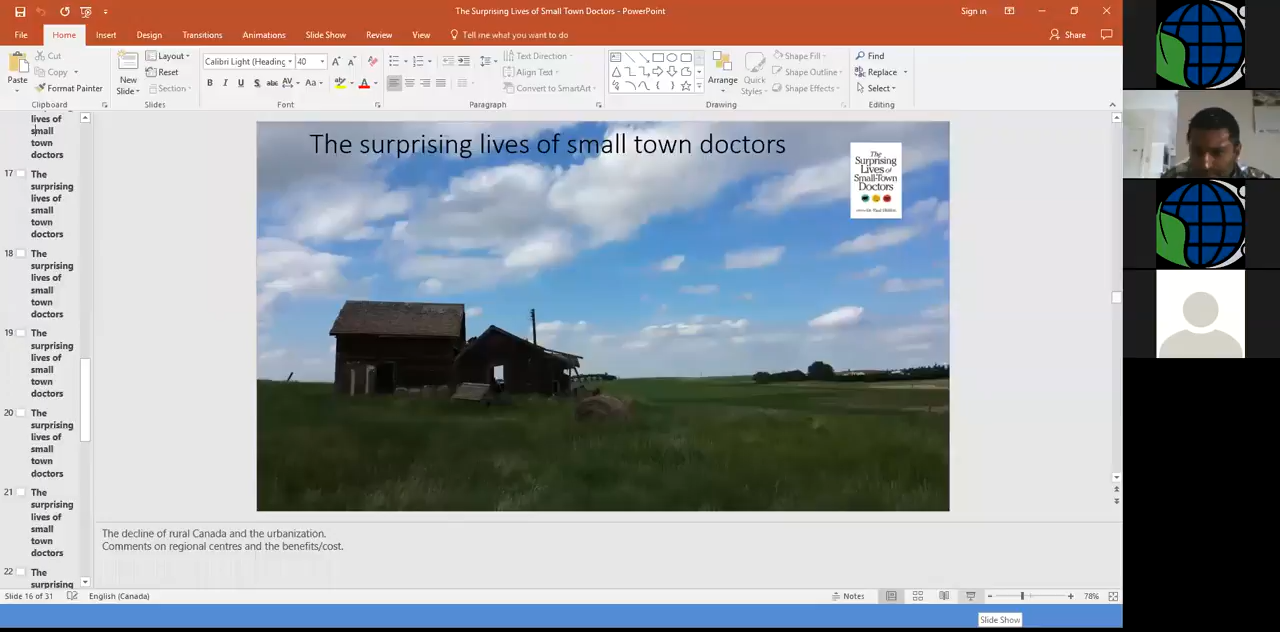 The Surprising Lives of Small Town Doctors - PowerPoint
Sign in
File Home Insert Design Transitions Animations Slide Show Review View Tell me what you want to do
Share
Paste
Cut
Copy
Format Painter
Clipboard
New
Slide
Layout
Reset
Section
Slides
Calibri Light (Heading 40
B I U S abc AV Aa A
Font
Text Direction
Align Text
Convert to SmartArt
Paragraph
Arrange
Quick
Styles
Shape Fill
Shape Outline
Shape Effects
Drawing
Find
Replace
Select
Editing
lives of
small
town
doctors
17 The
surprising
lives of
small
town
doctors
18 The
surprising
lives of
small
town
doctors
19 The
surprising
lives of
small
town
doctors
20 The
surprising
lives of
small
town
doctors
21 The
surprising
lives of
small
town
doctors
22 The
surprising
The surprising lives of small town doctors
The
Surprising
Lives of
Small-Town
Doctors
The decline of rural Canada and the urbanization.
Comments on regional centres and the benefits/cost.
Slide 16 of 31 English (Canada)
Notes
78%
Slide Show